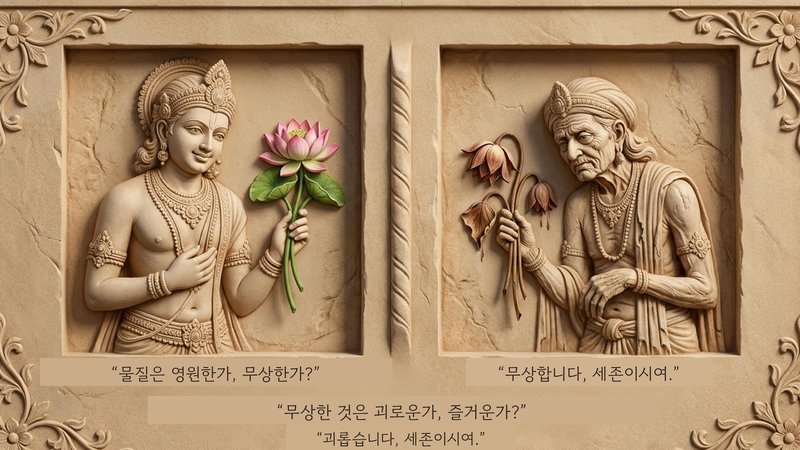 “물질은 영원한가, 무상한가?”
“무상합니다, 세존이시여.”
“무상한 것은 괴로운가, 즐거운가?”
“괴롭습니다, 세존이시여.”